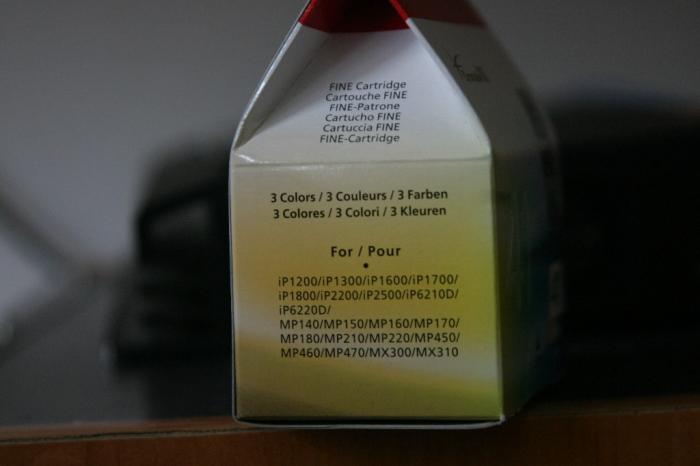 FINE Cartridge
Cartouche FINE
FINE-Patrone
Cartucho FINE
Cartuccia FINE
FINE-Cartridge
3 Colors / 3 Couleurs / 3 Farben
3 Colores / 3 Colori / 3 Kleuren
For / Pour
•
iP1200/iP1300/iP1600/iP1700/
iP1800/iP2200/iP2500/iP6210D/
iP6220D/
MP140/MP150/MP160/MP170/
MP180/MP210/MP220/MP450/
MP460/MP470/MX300/MX310